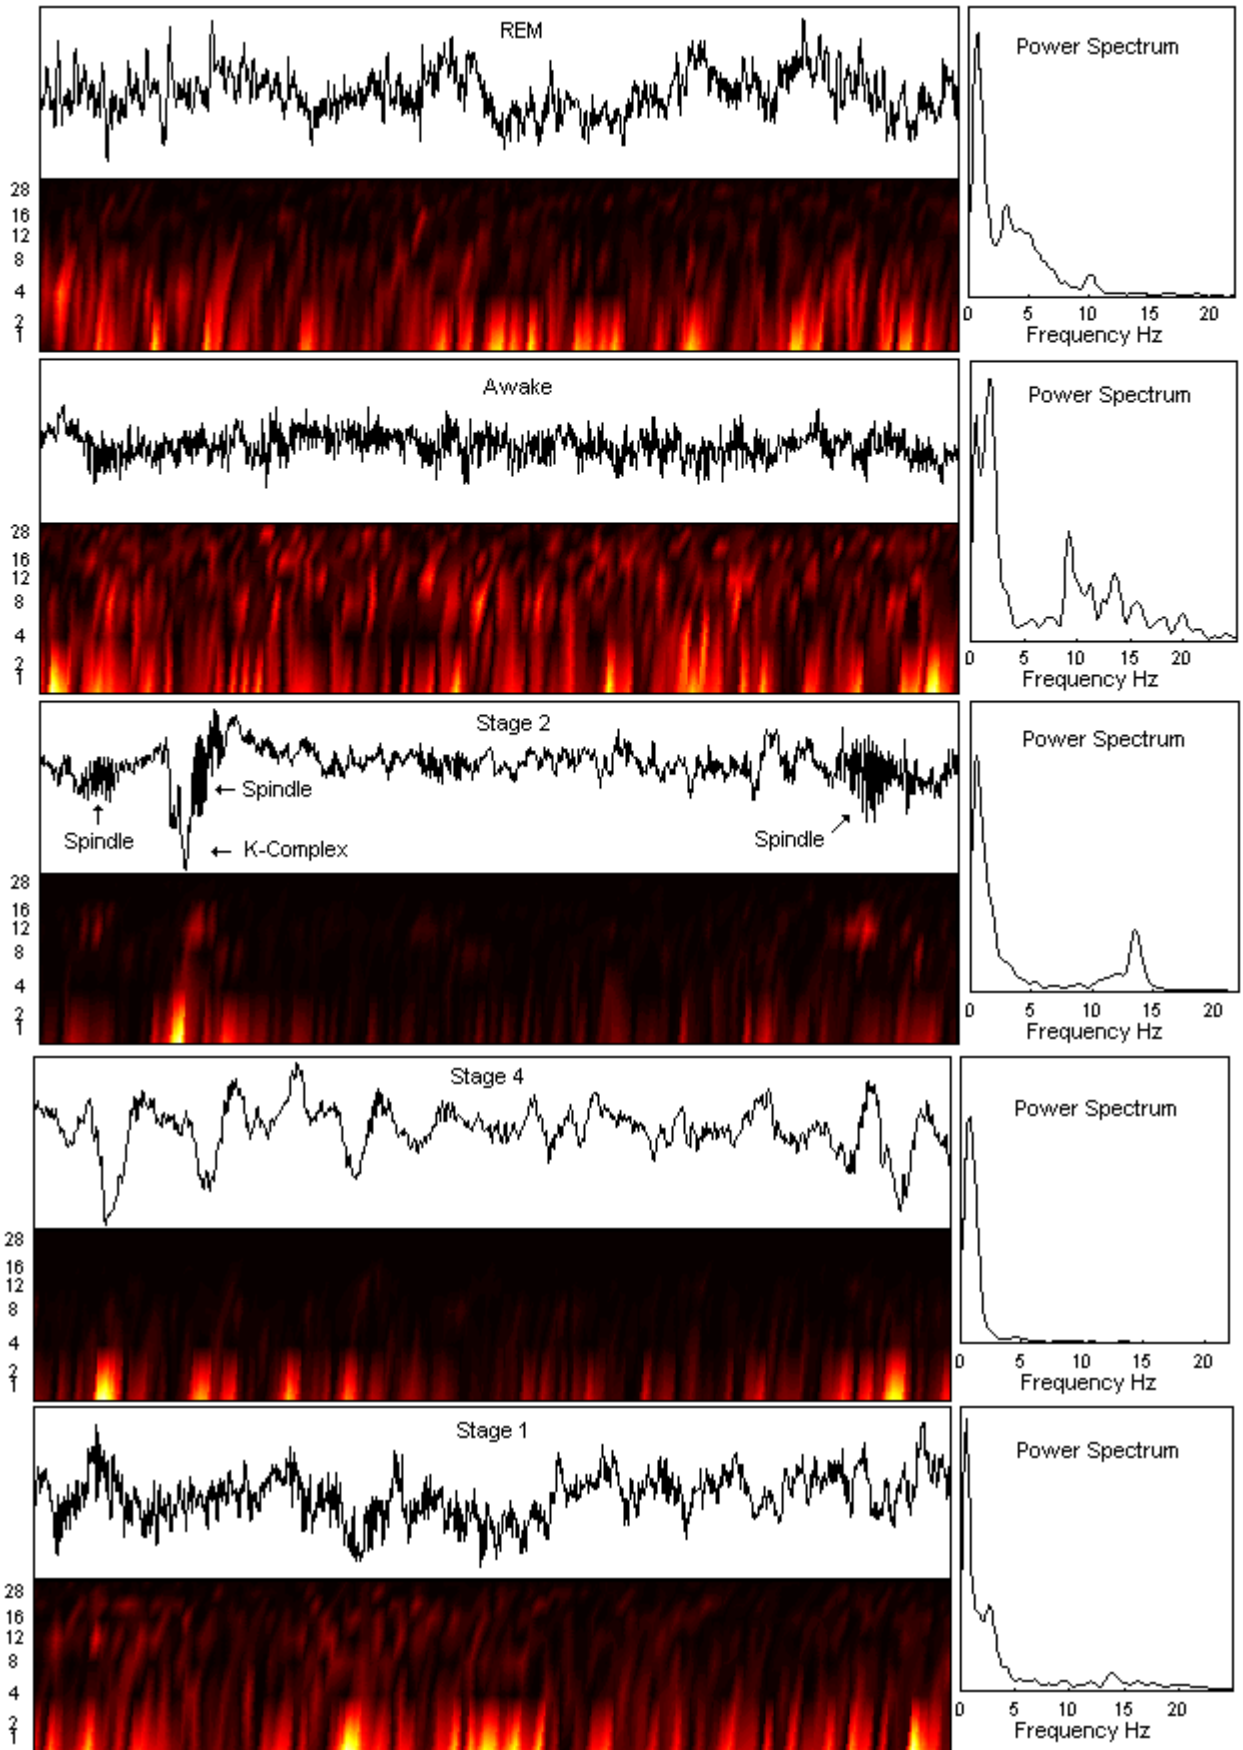 REM
Power Spectrum
28
16
12
8
4
2
1
0 5 10 15 20
Frequency Hz
Awake
Power Spectrum
28
16
12
8
4
2
1
0 5 10 15 20
Frequency Hz
Stage 2
Power Spectrum
← Spindle
Spindle
Spindle
← K-Complex
28
16
12
8
4
2
1
0 5 10 15 20
Frequency Hz
Stage 4
Power Spectrum
28
16
12
8
4
2
1
0 5 10 15 20
Frequency Hz
Stage 1
Power Spectrum
28
16
12
8
4
2
1
0 5 10 15 20
Frequency Hz